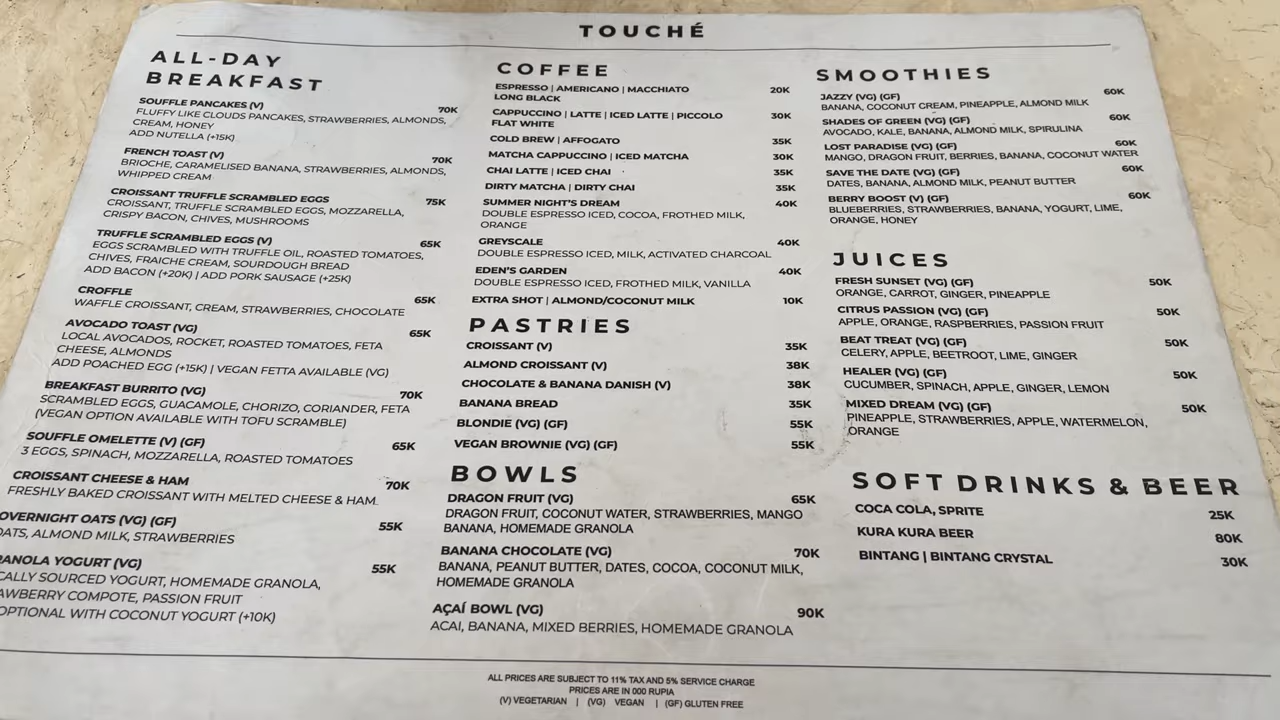 TOUCHÉ
ALL-DAY
BREAKFAST
SOUFFLE PANCAKES (V) 70K
FLUFFY LIKE CLOUDS PANCAKES, STRAWBERRIES, ALMONDS,
CREAM, HONEY
ADD NUTELLA (+15K)
FRENCH TOAST (V) 70K
BRIOCHE, CARAMELISED BANANA, STRAWBERRIES, ALMONDS,
WHIPPED CREAM
CROISSANT TRUFFLE SCRAMBLED EGGS 75K
CROISSANT, TRUFFLE SCRAMBLED EGGS, MOZZARELLA,
CRISPY BACON, CHIVES, MUSHROOMS
TRUFFLE SCRAMBLED EGGS (V) 65K
EGGS SCRAMBLED WITH TRUFFLE OIL, ROASTED TOMATOES,
CHIVES, FRAICHE CREAM, SOURDOUGH BREAD
ADD BACON (+20K) | ADD PORK SAUSAGE (+25K)
CROFFLE 65K
WAFFLE CROISSANT, CREAM, STRAWBERRIES, CHOCOLATE
AVOCADO TOAST (VG) 65K
LOCAL AVOCADOS, ROCKET, ROASTED TOMATOES, FETA
CHEESE, ALMONDS
ADD POACHED EGG (+15K) | VEGAN FETTA AVAILABLE (VG)
BREAKFAST BURRITO (VG) 70K
SCRAMBLED EGGS, GUACAMOLE, CHORIZO, CORIANDER, FETA
(VEGAN OPTION AVAILABLE WITH TOFU SCRAMBLE)
SOUFFLE OMELETTE (V) (GF) 65K
3 EGGS, SPINACH, MOZZARELLA, ROASTED TOMATOES
CROISSANT CHEESE & HAM 70K
FRESHLY BAKED CROISSANT WITH MELTED CHEESE & HAM.
OVERNIGHT OATS (VG) (GF) 55K
OATS, ALMOND MILK, STRAWBERRIES
RANOLA YOGURT (VG) 55K
CALLY SOURCED YOGURT, HOMEMADE GRANOLA,
AWBERRY COMPOTE, PASSION FRUIT
OPTIONAL WITH COCONUT YOGURT (+10K)
COFFEE
ESPRESSO | AMERICANO | MACCHIATO 20K
LONG BLACK
CAPPUCCINO | LATTE | ICED LATTE | PICCOLO 30K
FLAT WHITE
COLD BREW | AFFOGATO 35K
MATCHA CAPPUCCINO | ICED MATCHA 30K
CHAI LATTE | ICED CHAI 35K
DIRTY MATCHA | DIRTY CHAI 35K
SUMMER NIGHT'S DREAM 40K
DOUBLE ESPRESSO ICED, COCOA, FROTHED MILK,
ORANGE
GREYSCALE 40K
DOUBLE ESPRESSO ICED, MILK, ACTIVATED CHARCOAL
EDEN'S GARDEN 40K
DOUBLE ESPRESSO ICED, FROTHED MILK, VANILLA
EXTRA SHOT | ALMOND/COCONUT MILK 10K
PASTRIES
CROISSANT (V) 35K
ALMOND CROISSANT (V) 38K
CHOCOLATE & BANANA DANISH (V) 38K
BANANA BREAD 35K
BLONDIE (VG) (GF) 55K
VEGAN BROWNIE (VG) (GF) 55K
BOWLS
DRAGON FRUIT (VG) 65K
DRAGON FRUIT, COCONUT WATER, STRAWBERRIES, MANGO
BANANA, HOMEMADE GRANOLA
BANANA CHOCOLATE (VG) 70K
BANANA, PEANUT BUTTER, DATES, COCOA, COCONUT MILK,
HOMEMADE GRANOLA
AÇAÍ BOWL (VG) 90K
ACAI, BANANA, MIXED BERRIES, HOMEMADE GRANOLA
SMOOTHIES
JAZZY (VG) (GF) 60K
BANANA, COCONUT CREAM, PINEAPPLE, ALMOND MILK
SHADES OF GREEN (VG) (GF) 60K
AVOCADO, KALE, BANANA, ALMOND MILK, SPIRULINA
LOST PARADISE (VG) (GF) 60K
MANGO, DRAGON FRUIT, BERRIES, BANANA, COCONUT WATER
SAVE THE DATE (VG) (GF) 60K
DATES, BANANA, ALMOND MILK, PEANUT BUTTER
BERRY BOOST (V) (GF) 60K
BLUEBERRIES, STRAWBERRIES, BANANA, YOGURT, LIME,
ORANGE, HONEY
JUICES
FRESH SUNSET (VG) (GF) 50K
ORANGE, CARROT, GINGER, PINEAPPLE
CITRUS PASSION (VG) (GF) 50K
APPLE, ORANGE, RASPBERRIES, PASSION FRUIT
BEAT TREAT (VG) (GF) 50K
CELERY, APPLE, BEETROOT, LIME, GINGER
HEALER (VG) (GF) 50K
CUCUMBER, SPINACH, APPLE, GINGER, LEMON
MIXED DREAM (VG) (GF) 50K
PINEAPPLE, STRAWBERRIES, APPLE, WATERMELON,
ORANGE
SOFT DRINKS & BEER
COCA COLA, SPRITE 25K
KURA KURA BEER 80K
BINTANG | BINTANG CRYSTAL 30K
ALL PRICES ARE SUBJECT TO 11% TAX AND 5% SERVICE CHARGE
PRICES ARE IN 000 RUPIA
(V) VEGETARIAN | (VG) VEGAN | (GF) GLUTEN FREE